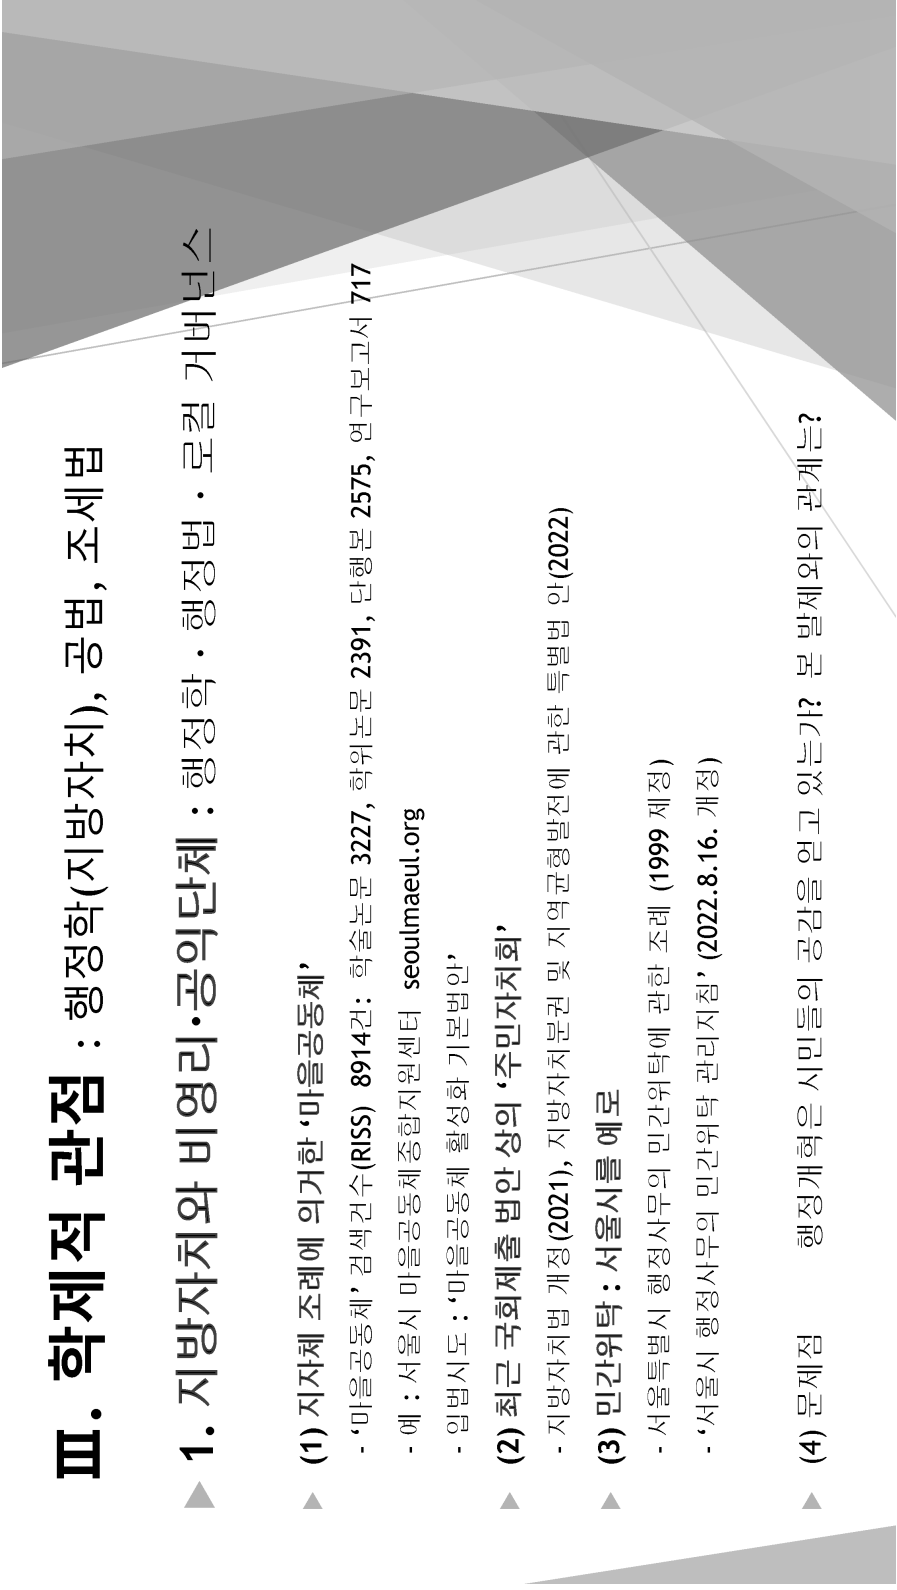 Ⅲ. 학제적 관점 : 행정학(지방자치), 공법, 조세법
1. 지방자치와 비영리·공익단체 : 행정학 · 행정법 · 로컬 거버넌스
(1) 지자체 조례에 의거한 ‘마을공동체’
- ‘마을공동체’ 검색건수(RISS) 8914건: 학술논문 3227, 학위논문 2391, 단행본 2575, 연구보고서 717
- 예 : 서울시 마을공동체종합지원센터 seoulmaeul.org
- 입법시도 : ‘마을공동체 활성화 기본법안’
(2) 최근 국회제출 법안 상의 ‘주민자치회’
- 지방자치법 개정(2021), 지방자치분권 및 지역균형발전에 관한 특별법 안(2022)
(3) 민간위탁 : 서울시를 예로
- 서울특별시 행정사무의 민간위탁에 관한 조례 (1999 제정)
- ‘서울시 행정사무의 민간위탁 관리지침’ (2022.8.16. 개정)
(4) 문제점 행정개혁은 시민들의 공감을 얻고 있는가? 본 발제와의 관계는?